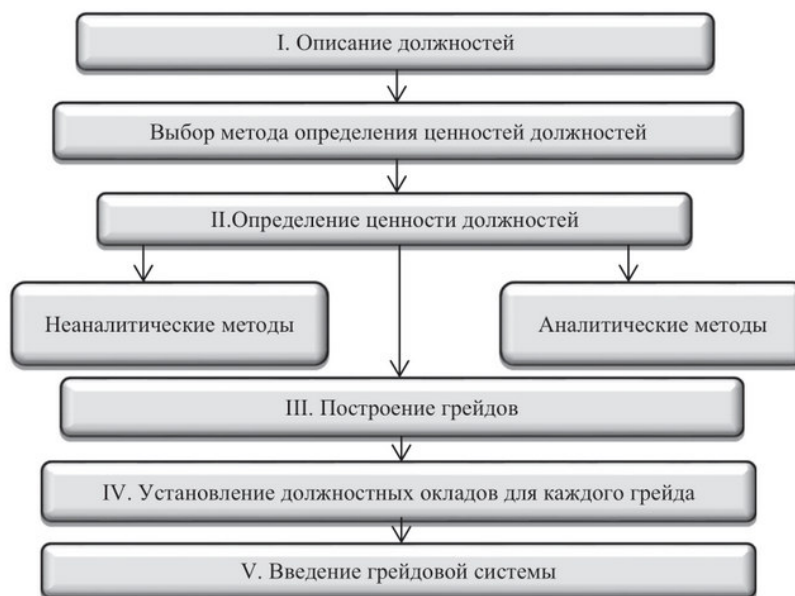 I. Описание должностей
Выбор метода определения ценностей должностей
II.Определение ценности должностей
Неаналитические методы
Аналитические методы
III. Построение грейдов
IV. Установление должностных окладов для каждого грейда
V. Введение грейдовой системы